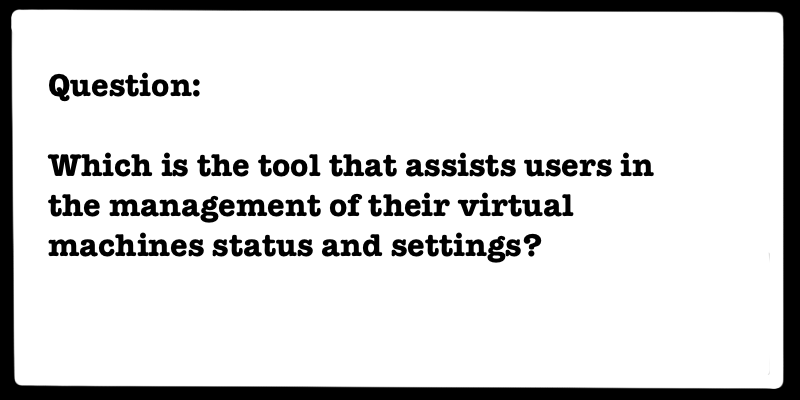 Question:
Which is the tool that assists users in
the management of their virtual
machines status and settings?